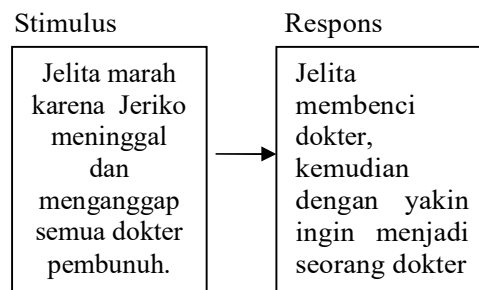 Stimulus
Respons
Jelita marah
karena Jeriko
meninggal
dan
menganggap
semua dokter
pembunuh.
Jelita
membenci
dokter,
kemudian
dengan yakin
ingin menjadi
seorang dokter